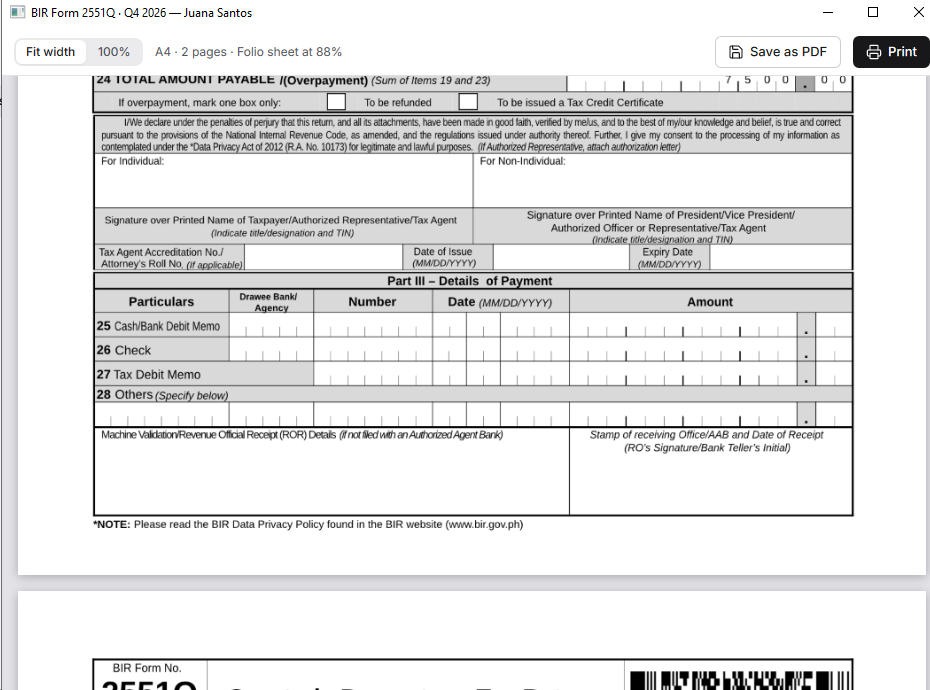 BIR Form 2551Q · Q4 2026 — Juana Santos
Fit width 100% A4 · 2 pages · Folio sheet at 88% Save as PDF Print
24 TOTAL AMOUNT PAYABLE /(Overpayment) (Sum of Items 19 and 23) 7 5 0 0 . 0 0
If overpayment, mark one box only: To be refunded To be issued a Tax Credit Certificate
I/We declare under the penalties of perjury that this return, and all its attachments, have been made in good faith, verified by me/us, and to the best of my/our knowledge and belief, is true and correct
pursuant to the provisions of the National Internal Revenue Code, as amended, and the regulations issued under authority thereof. Further, I give my consent to the processing of my information as
contemplated under the *Data Privacy Act of 2012 (R.A. No. 10173) for legitimate and lawful purposes. (If Authorized Representative, attach authorization letter)
For Individual: For Non-Individual:
Signature over Printed Name of Taxpayer/Authorized Representative/Tax Agent
(Indicate title/designation and TIN)
Signature over Printed Name of President/Vice President/
Authorized Officer or Representative/Tax Agent
(Indicate title/designation and TIN)
Tax Agent Accreditation No./
Attorney's Roll No. (if applicable)
Date of Issue
(MM/DD/YYYY)
Expiry Date
(MM/DD/YYYY)
Part III – Details of Payment
Particulars Drawee Bank/ Agency Number Date (MM/DD/YYYY) Amount
25 Cash/Bank Debit Memo .
26 Check .
27 Tax Debit Memo .
28 Others (Specify below)
.
Machine Validation/Revenue Official Receipt (ROR) Details (if not filed with an Authorized Agent Bank)
Stamp of receiving Office/AAB and Date of Receipt
(RO's Signature/Bank Teller's Initial)
*NOTE: Please read the BIR Data Privacy Policy found in the BIR website (www.bir.gov.ph)
BIR Form No.
2551Q